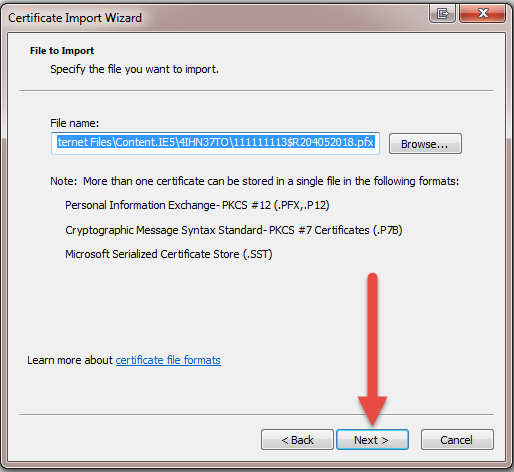 Certificate Import Wizard
File to Import
Specify the file you want to import.
File name:
ternet Files\Content.IE5\4IHN37TO\111111113$R204052018.pfx
Browse...
Note: More than one certificate can be stored in a single file in the following formats:
Personal Information Exchange- PKCS #12 (.PFX,.P12)
Cryptographic Message Syntax Standard- PKCS #7 Certificates (.P7B)
Microsoft Serialized Certificate Store (.SST)
Learn more about certificate file formats
< Back
Next >
Cancel